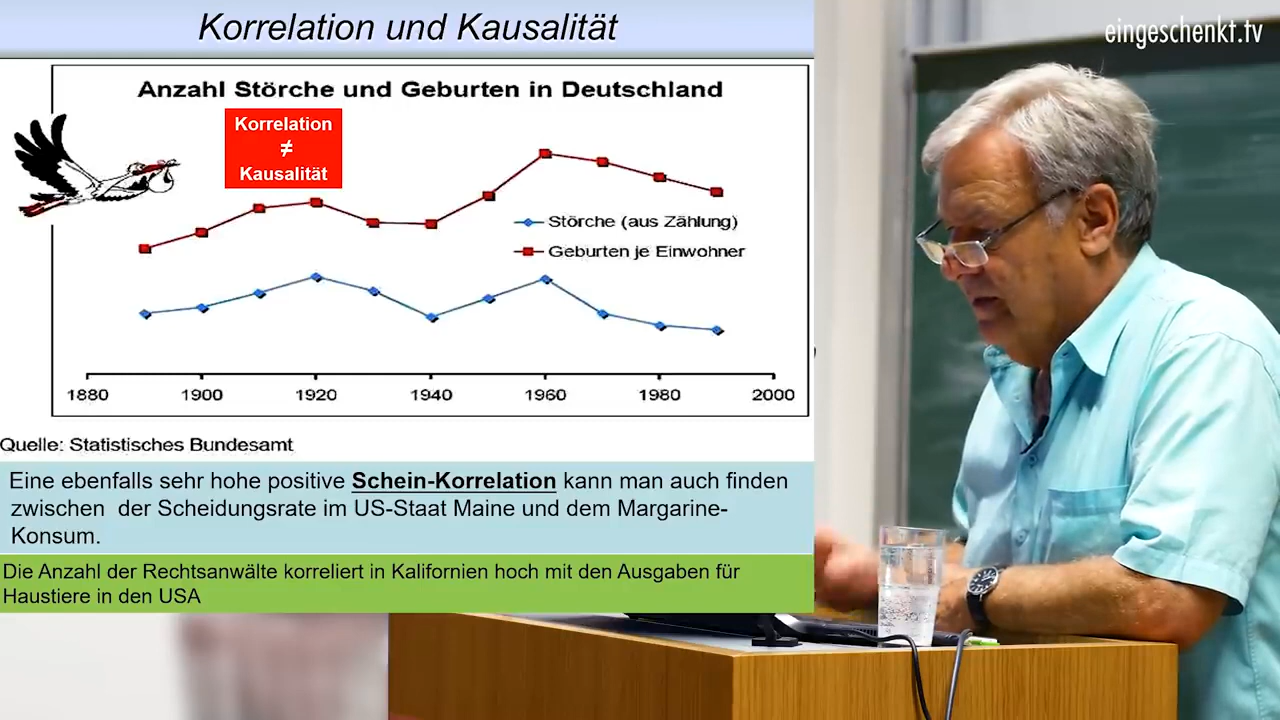 Korrelation und Kausalität
eingeschenkt.tv
Anzahl Störche und Geburten in Deutschland
Korrelation
≠
Kausalität
Störche (aus Zählung)
Geburten je Einwohner
1880 1900 1920 1940 1960 1980 2000
Quelle: Statistisches Bundesamt
Eine ebenfalls sehr hohe positive Schein-Korrelation kann man auch finden
zwischen der Scheidungsrate im US-Staat Maine und dem Margarine-
Konsum.
Die Anzahl der Rechtsanwälte korreliert in Kalifornien hoch mit den Ausgaben für
Haustiere in den USA